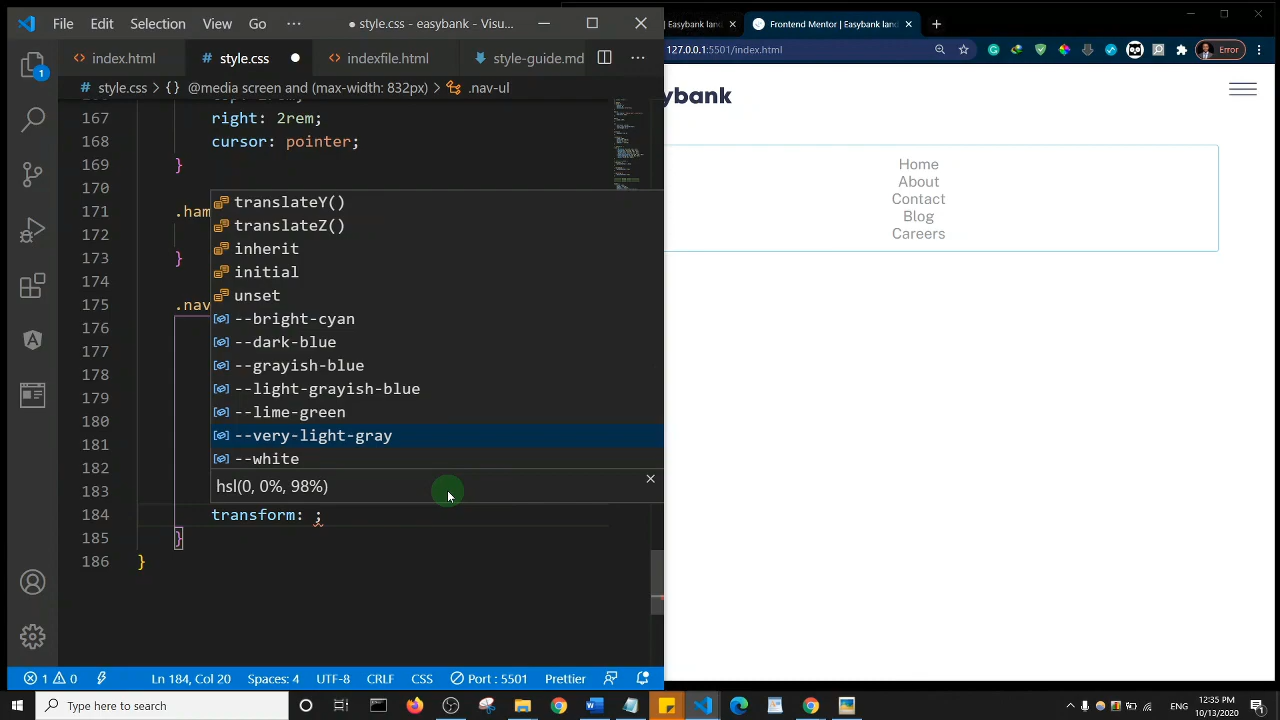 File Edit Selection View Go ··· ● style.css - easybank - Visu...
Easybank lan
Frontend Mentor | Easybank lan
127.0.0.1:5501/index.html
Error
index.html
style.css
indexfile.html
style-guide.md
style.css > {} @media screen and (max-width: 832px) > .nav-ul
1
167 right: 2rem;
168 cursor: pointer;
169 }
170
171 .ham
172
173 }
174
175 .nav
176
177
178
179
180
181
182
183
184 transform: ;
185 }
186 }
translateY()
translateZ()
inherit
initial
unset
--bright-cyan
--dark-blue
--grayish-blue
--light-grayish-blue
--lime-green
--very-light-gray
--white
hsl(0, 0%, 98%)
ybank
Home
About
Contact
Blog
Careers
1 0 Ln 184, Col 20 Spaces: 4 UTF-8 CRLF CSS Port : 5501 Prettier
Type here to search
ENG
12:35 PM
10/13/2020